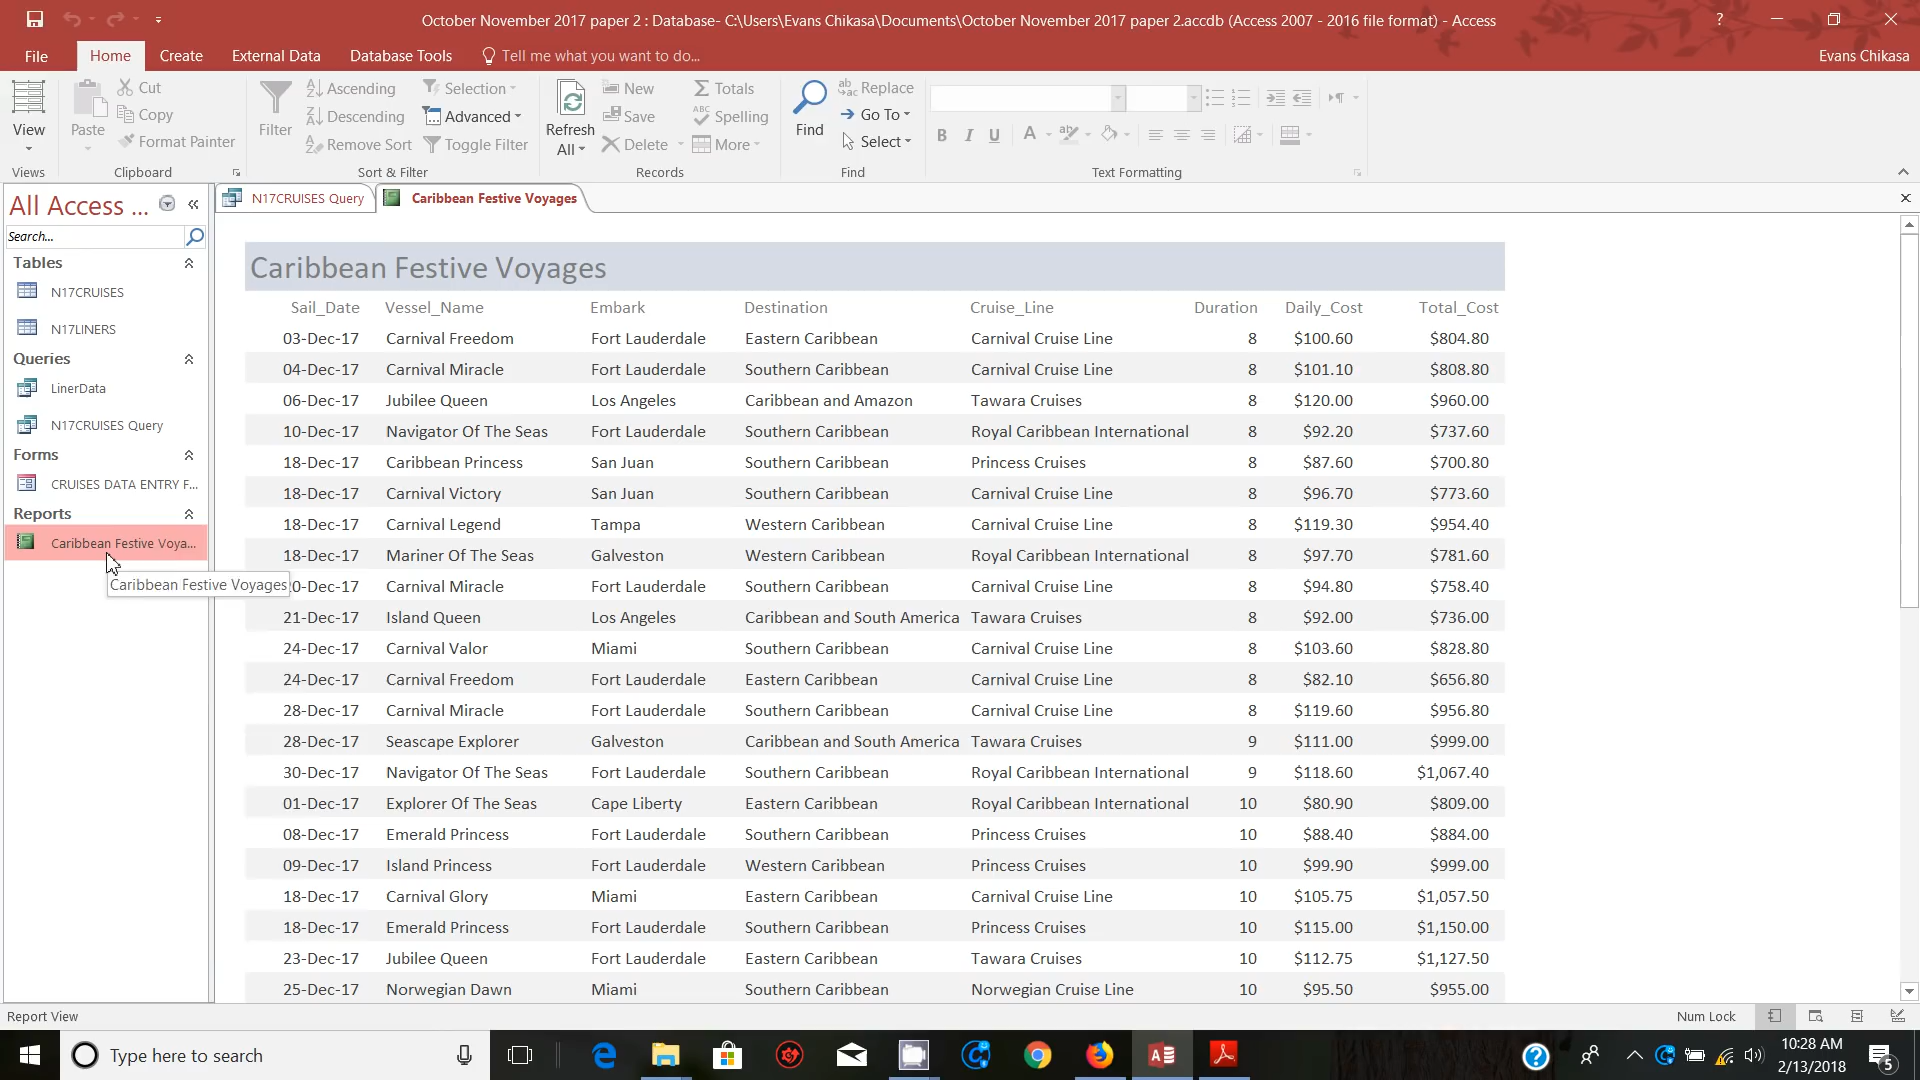 October November 2017 paper 2 : Database- C:\Users\Evans Chikasa\Documents\October November 2017 paper 2.accdb (Access 2007 - 2016 file format) - Access
File Home Create External Data Database Tools Tell me what you want to do... Evans Chikasa
View Paste Cut Copy Format Painter
Filter Ascending Descending Remove Sort Selection Advanced Toggle Filter
Refresh All New Save Delete Totals Spelling More
Find Replace Go To Select
B I U A
Views Clipboard Sort & Filter Records Find Text Formatting
All Access ...
Search...
Tables
N17CRUISES
N17LINERS
Queries
LinerData
N17CRUISES Query
Forms
CRUISES DATA ENTRY F...
Reports
Caribbean Festive Voya...
Caribbean Festive Voyages
N17CRUISES Query Caribbean Festive Voyages
Caribbean Festive Voyages
Sail_Date Vessel_Name Embark Destination Cruise_Line Duration Daily_Cost Total_Cost
03-Dec-17 Carnival Freedom Fort Lauderdale Eastern Caribbean Carnival Cruise Line 8 $100.60 $804.80
04-Dec-17 Carnival Miracle Fort Lauderdale Southern Caribbean Carnival Cruise Line 8 $101.10 $808.80
06-Dec-17 Jubilee Queen Los Angeles Caribbean and Amazon Tawara Cruises 8 $120.00 $960.00
10-Dec-17 Navigator Of The Seas Fort Lauderdale Southern Caribbean Royal Caribbean International 8 $92.20 $737.60
18-Dec-17 Caribbean Princess San Juan Southern Caribbean Princess Cruises 8 $87.60 $700.80
18-Dec-17 Carnival Victory San Juan Southern Caribbean Carnival Cruise Line 8 $96.70 $773.60
18-Dec-17 Carnival Legend Tampa Western Caribbean Carnival Cruise Line 8 $119.30 $954.40
18-Dec-17 Mariner Of The Seas Galveston Western Caribbean Royal Caribbean International 8 $97.70 $781.60
0-Dec-17 Carnival Miracle Fort Lauderdale Southern Caribbean Carnival Cruise Line 8 $94.80 $758.40
21-Dec-17 Island Queen Los Angeles Caribbean and South America Tawara Cruises 8 $92.00 $736.00
24-Dec-17 Carnival Valor Miami Southern Caribbean Carnival Cruise Line 8 $103.60 $828.80
24-Dec-17 Carnival Freedom Fort Lauderdale Eastern Caribbean Carnival Cruise Line 8 $82.10 $656.80
28-Dec-17 Carnival Miracle Fort Lauderdale Southern Caribbean Carnival Cruise Line 8 $119.60 $956.80
28-Dec-17 Seascape Explorer Galveston Caribbean and South America Tawara Cruises 9 $111.00 $999.00
30-Dec-17 Navigator Of The Seas Fort Lauderdale Southern Caribbean Royal Caribbean International 9 $118.60 $1,067.40
01-Dec-17 Explorer Of The Seas Cape Liberty Eastern Caribbean Royal Caribbean International 10 $80.90 $809.00
08-Dec-17 Emerald Princess Fort Lauderdale Southern Caribbean Princess Cruises 10 $88.40 $884.00
09-Dec-17 Island Princess Fort Lauderdale Western Caribbean Princess Cruises 10 $99.90 $999.00
18-Dec-17 Carnival Glory Miami Eastern Caribbean Carnival Cruise Line 10 $105.75 $1,057.50
18-Dec-17 Emerald Princess Fort Lauderdale Southern Caribbean Princess Cruises 10 $115.00 $1,150.00
23-Dec-17 Jubilee Queen Fort Lauderdale Eastern Caribbean Tawara Cruises 10 $112.75 $1,127.50
25-Dec-17 Norwegian Dawn Miami Southern Caribbean Norwegian Cruise Line 10 $95.50 $955.00
Report View Num Lock
Type here to search
10:28 AM
2/13/2018
5